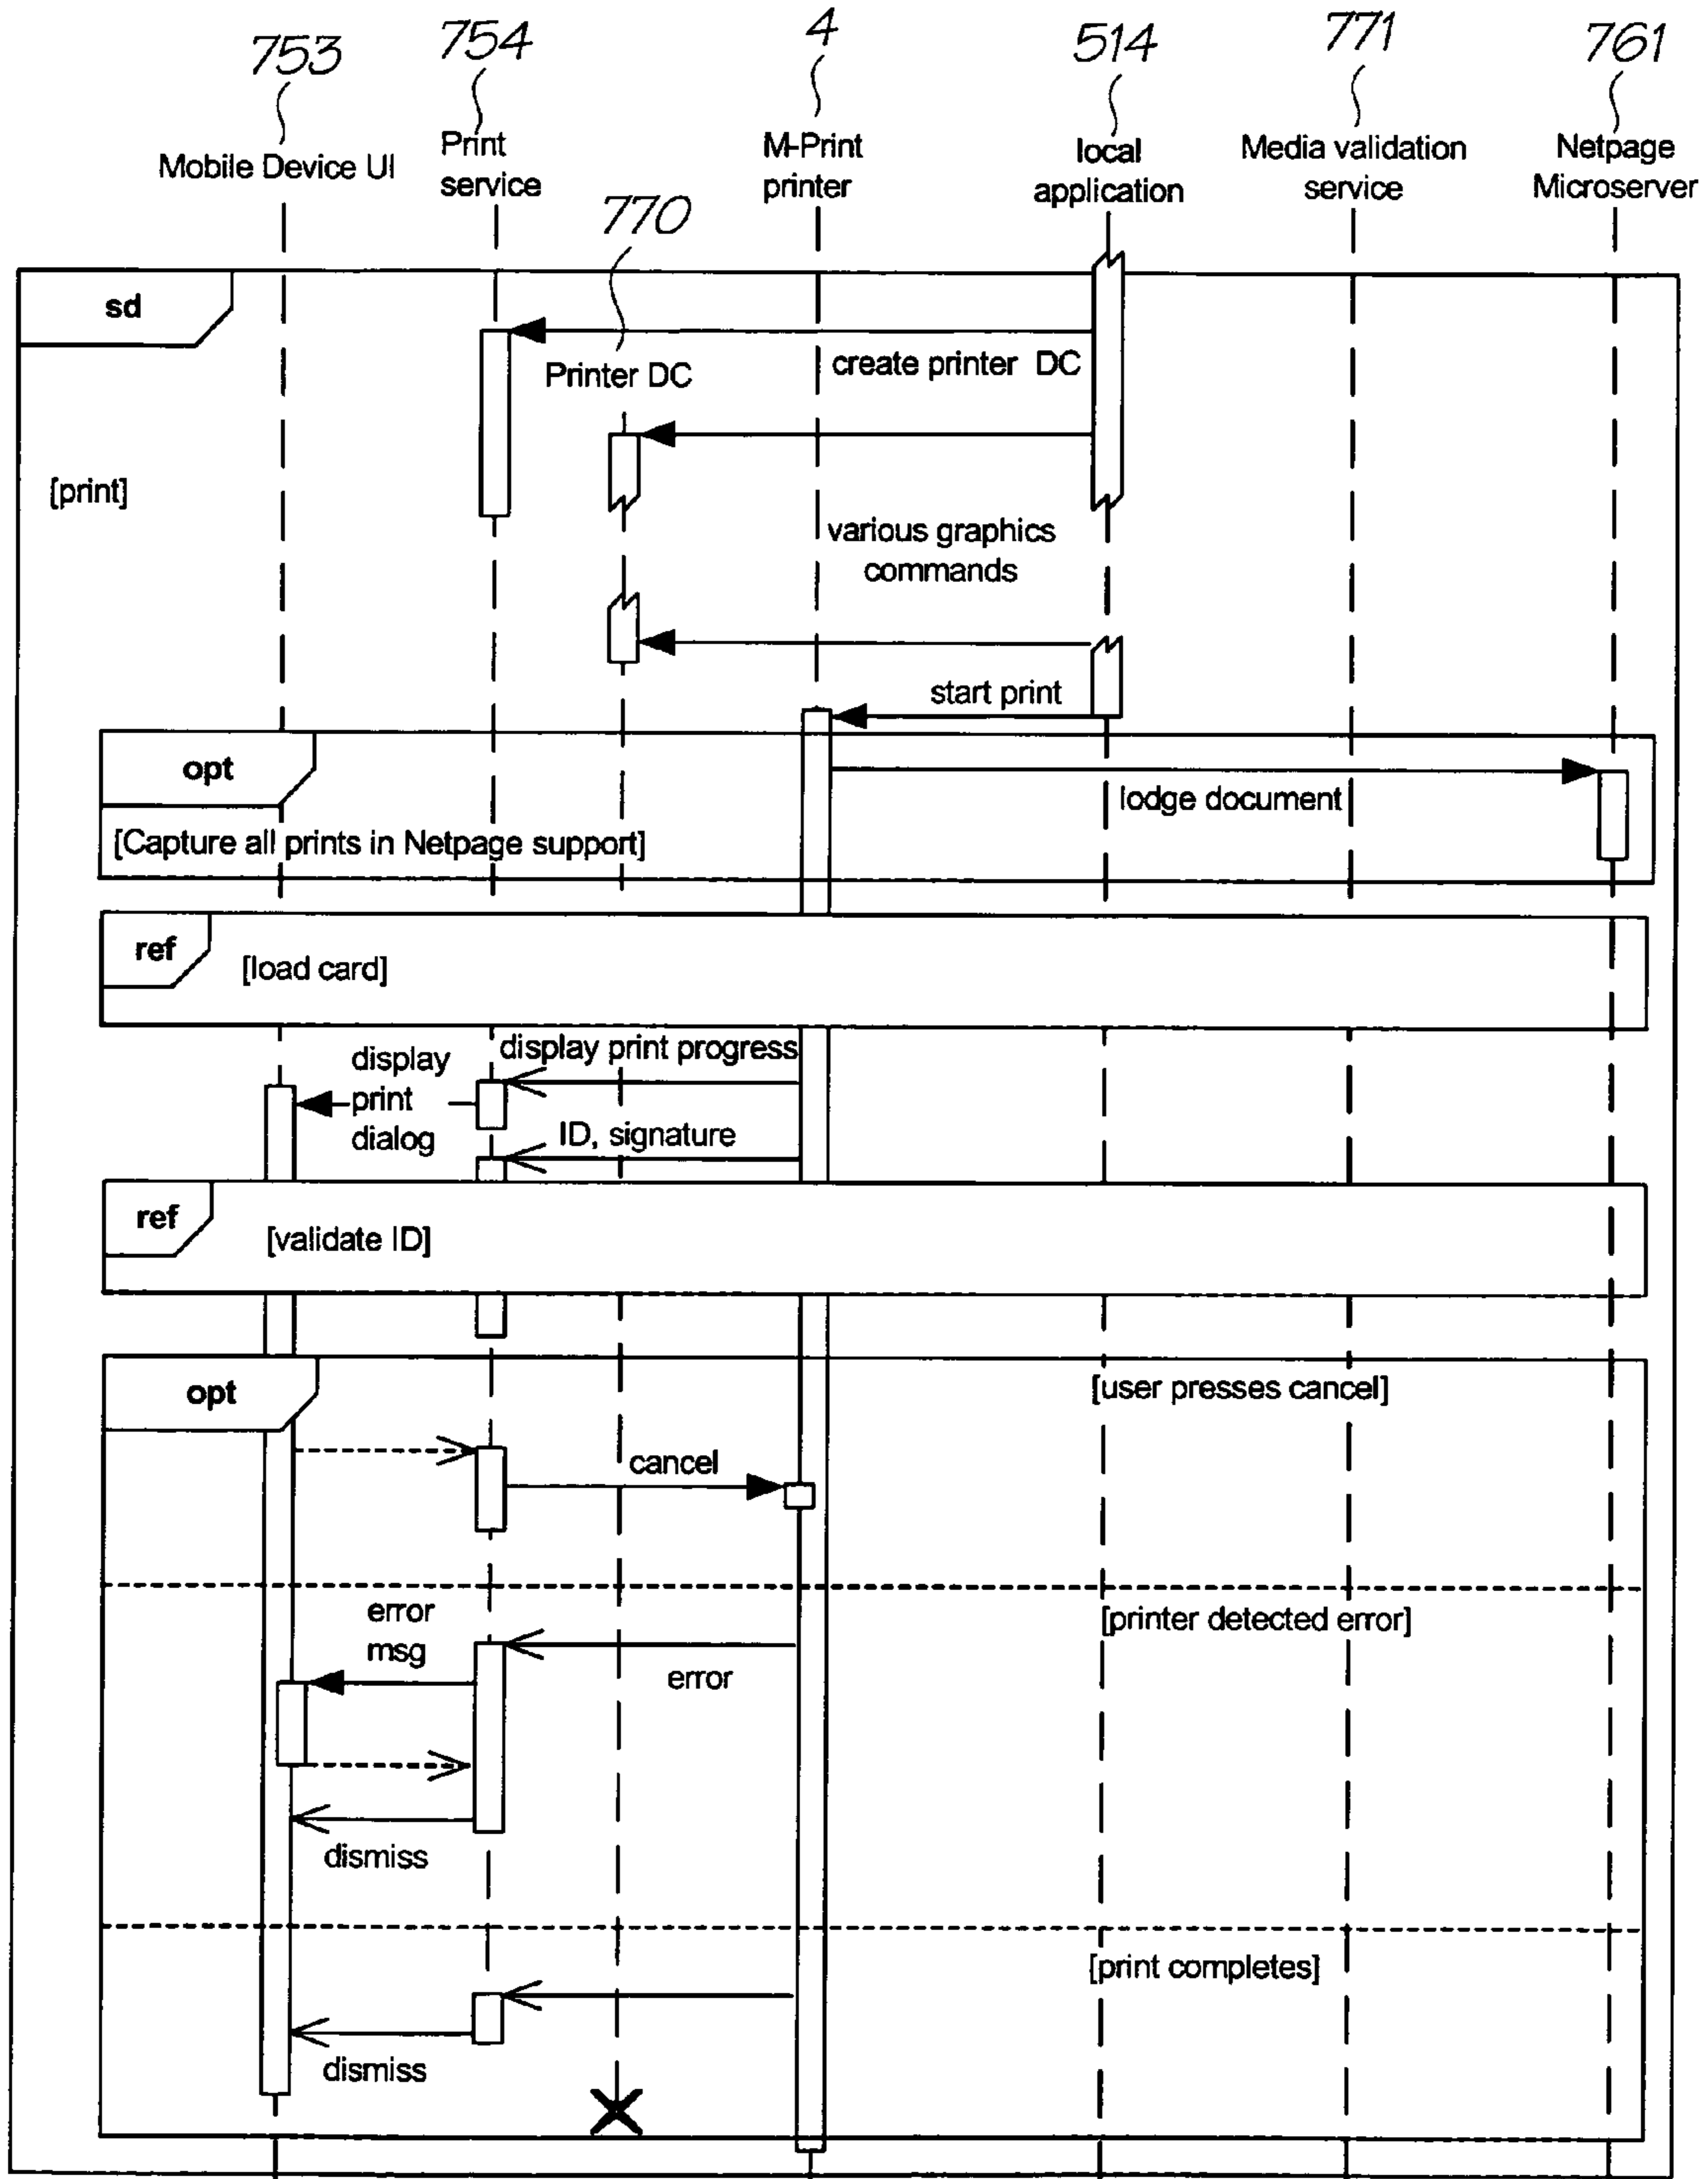 753
754
4
514
771
761
Mobile Device UI
Print
service
M-Print
printer
local
application
Media validation
service
Netpage
Microserver
770
sd
Printer DC
create printer DC
[print]
various graphics
commands
start print
opt
lodge document
[Capture all prints in Netpage support]
ref
[load card]
display print progress
display
print
dialog
ID, signature
ref
[validate ID]
opt
[user presses cancel]
cancel
error
msg
[printer detected error]
error
dismiss
[print completes]
dismiss